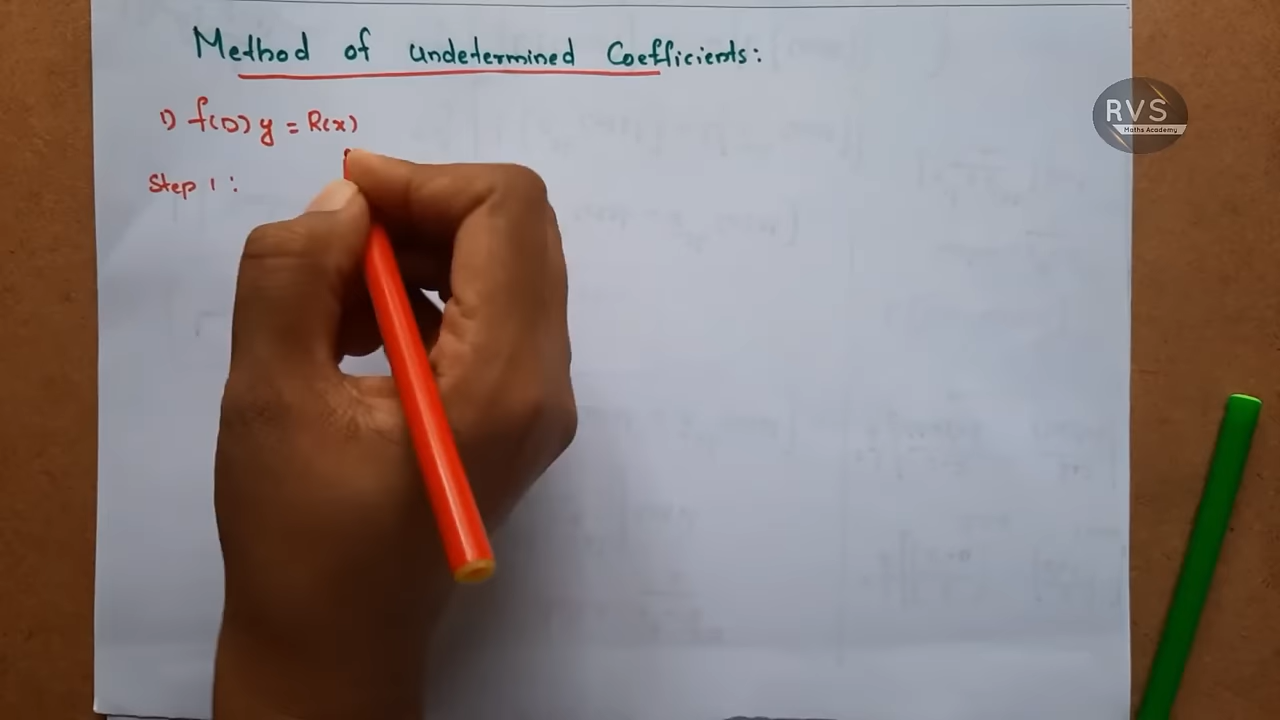 Method of undetermined Coefficients:
1) f(D) y = R(x)
Step 1 :
RVS
Maths Academy